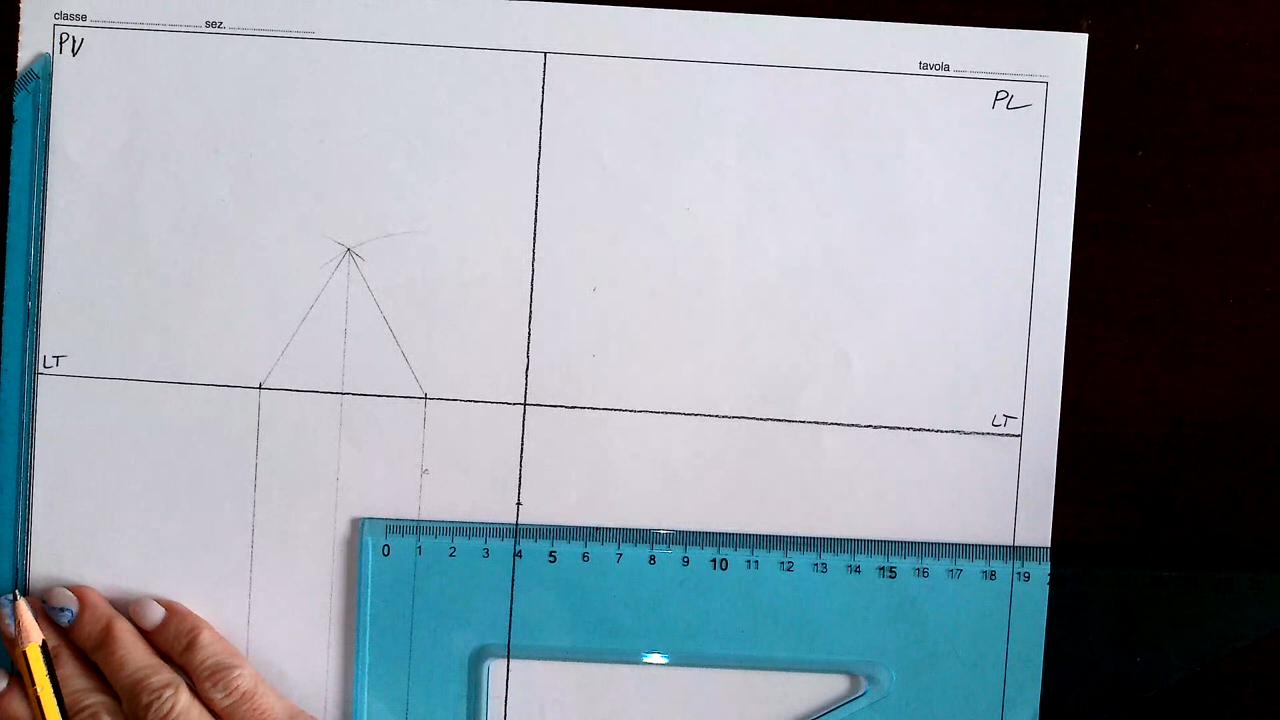 classe ........................ sez. ........................
tavola ........................
PV
PL
LT
LT
0 1 2 3 4 5 6 7 8 9 10 11 12 13 14 15 16 17 18 19